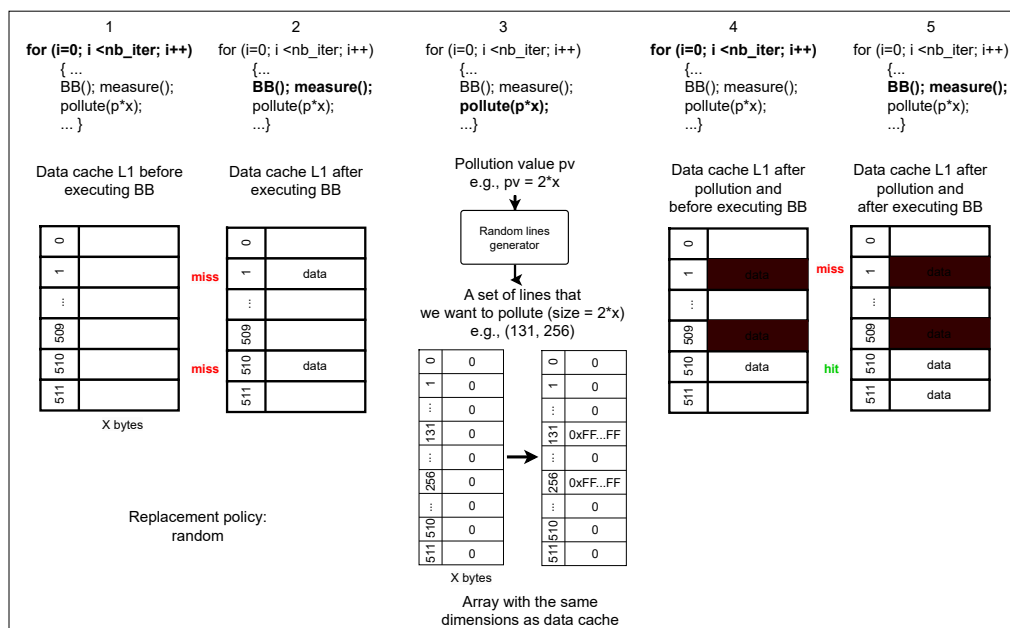 1
for (i=0; i <nb_iter; i++)
{ ...
BB(); measure();
pollute(p*x);
... }
Data cache L1 before
executing BB
0
1
...
509
510
511
X bytes
miss
miss
2
for (i=0; i <nb_iter; i++)
{...
BB(); measure();
pollute(p*x);
...}
Data cache L1 after
executing BB
0
1 data
...
509
510 data
511
Replacement policy:
random
3
for (i=0; i <nb_iter; i++)
{...
BB(); measure();
pollute(p*x);
...}
Pollution value pv
e.g., pv = 2*x
Random lines
generator
A set of lines that
we want to pollute (size = 2*x)
e.g., (131, 256)
0 0
1 0
... 0
131 0
... 0
256 0
... 0
510 0
511 0
X bytes
0 0
1 0
... 0
131 0xFF...FF
... 0
256 0xFF...FF
... 0
510 0
511 0
Array with the same
dimensions as data cache
4
for (i=0; i <nb_iter; i++)
{...
BB(); measure();
pollute(p*x);
...}
Data cache L1 after
pollution and
before executing BB
0
1 data
...
509 data
510 data
511
miss
hit
5
for (i=0; i <nb_iter; i++)
{...
BB(); measure();
pollute(p*x);
...}
Data cache L1 after
pollution and
after executing BB
0
1 data
...
509 data
510 data
511 data